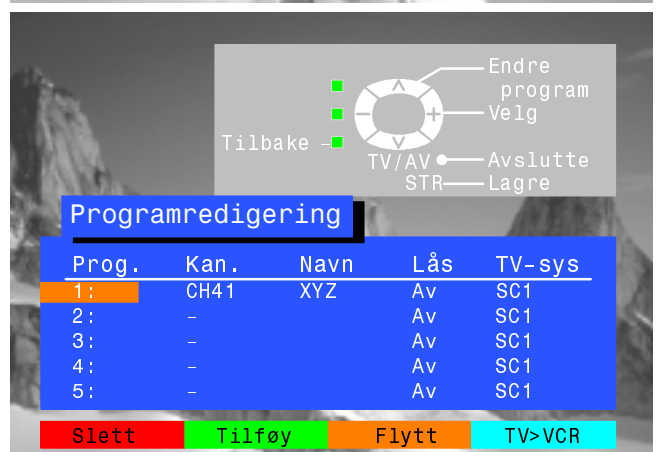 Endre
program
Velg
Tilbake
TV/AV Avslutte
STR Lagre
Programredigering
Prog. Kan. Navn Lås TV-sys
1: CH41 XYZ Av SC1
2: - Av SC1
3: - Av SC1
4: - Av SC1
5: - Av SC1
Slett Tilføy Flytt TV>VCR